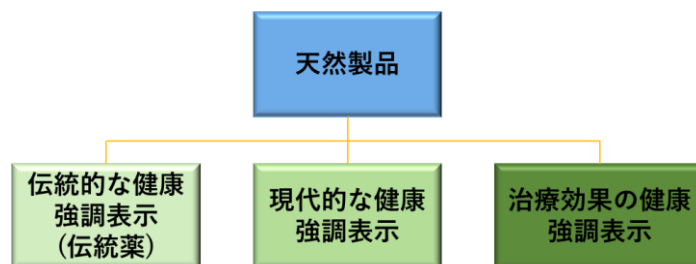 天然製品
伝統的な健康
強調表示
(伝統薬)
現代的な健康
強調表示
治療効果の健康
強調表示